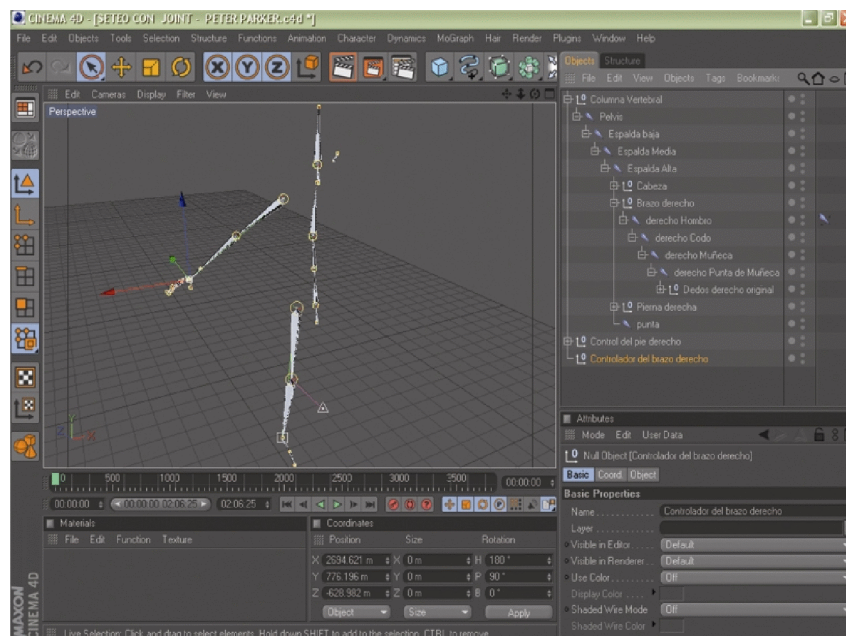 CINEMA 4D - [SETEO CON JOINT - PETER PARKER.c4d *]
File Edit Objects Tools Selection Structure Functions Animation Character Dynamics MoGraph Hair Render Plugins Window Help
Objects Structure
File Edit View Objects Tags Bookmarks
Edit Cameras Display Filter View
Perspective
Columna Vertebral
Pelvis
Espalda baja
Espalda Media
Espalda Alta
Cabeza
Brazo derecho
derecho Hombro
derecho Codo
derecho Muñeca
derecho Punta de Muñeca
Dedos derecho original
Pierna derecha
punta
Control del pie derecho
Controlador del brazo derecho
Attributes
Mode Edit User Data
Null Object [Controlador del brazo derecho]
Basic Coord. Object
Basic Properties
Name Controlador del brazo derecho
Layer
Visible in Editor Default
Visible in Renderer Default
Use Color Off
Display Color
Shaded Wire Mode Off
Shaded Wire Color
0 500 1000 1500 2000 2500 3000 3500 00:00:00
00:00:00 00:00:00 02:06:25 02:06:25
Materials
File Edit Function Texture
Coordinates
Position Size Rotation
X 2694.621 m X 0 m H 180 °
Y 776.196 m Y 0 m P 90 °
Z -628.982 m Z 0 m B 0 °
Object Size Apply
MAXON
CINEMA 4D
Live Selection: Click and drag to select elements. Hold down SHIFT to add to the selection, CTRL to remove.